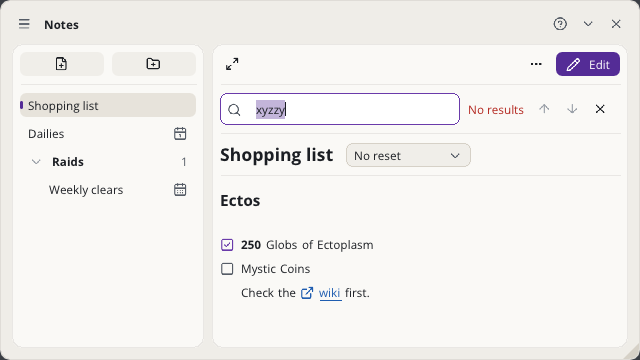 Notes
Edit
Shopping list
Dailies
Raids 1
Weekly clears
xyzzy No results
Shopping list No reset
Ectos
250 Globs of Ectoplasm
Mystic Coins
Check the wiki first.